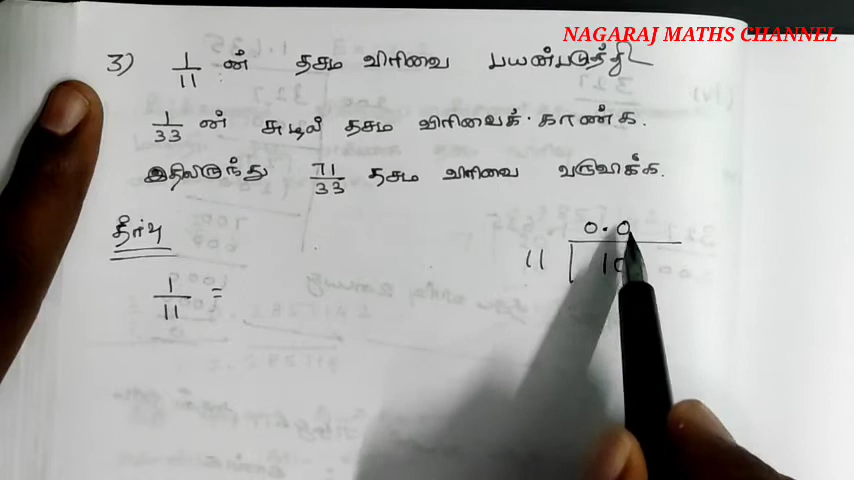 NAGARAJ MATHS CHANNEL
3) 1/11 ன் தசம விரிவை பயன்படுத்தி
1/33 ன் சுழல் தசம விரிவைக் காண்க.
இதிலிருந்து 71/33 தசம விரிவை வருவிக்க.
தீர்வு
0.0
11 10
1/11 =